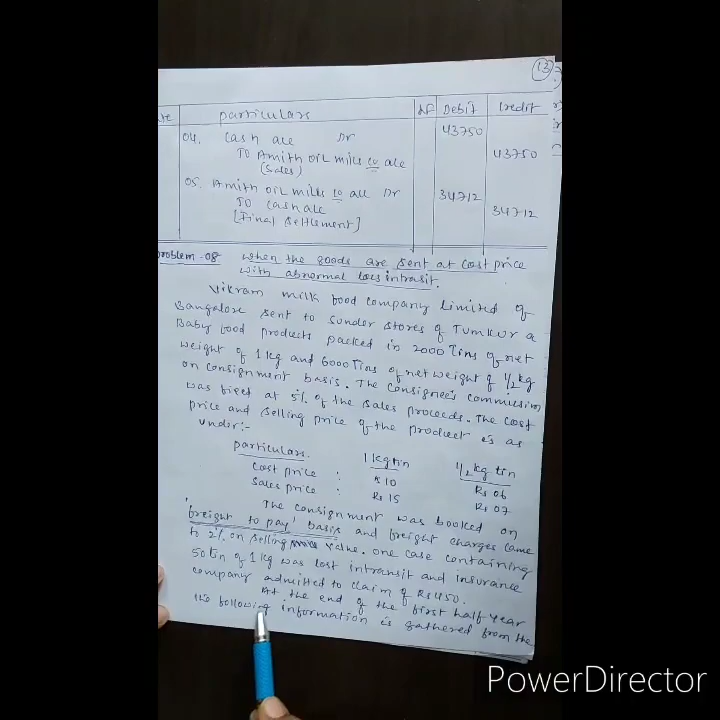 13
te particulars LF Debit Credit
04. Cash a/c Dr 43750
To Amith oil mills co a/c 43750
(Sales)
05. Amith oil mills co a/c Dr 34712
To cash a/c 34712
[Final Settlement]
problem-08 when the goods are sent at cost price
with abnormal loss intrasit.
Vikram milk food company Limited of
Bangalore sent to Sunder stores of Tumkur a
Baby food products packed in 2000 Tins of net
weight of 1 kg and 6000 Tins of net weight of 1/2 kg
on consignment basis. The consignee's commission
was fixed at 5% of the sales proceeds. The cost
price and selling price of the product is as
under:-
particulars. 1 kg tin 1/2 kg tin
Cost price : Rs 10 Rs 06
Sales price : Rs 15 Rs 07
The consignment was booked on
'freight to pay' basis and freight charges came
to 2% on selling value. one case containing
50 tin of 1 kg was lost intransit and insurance
company admitted to claim of Rs 450.
At the end of the first half year
the following information is gathered from the
PowerDirector